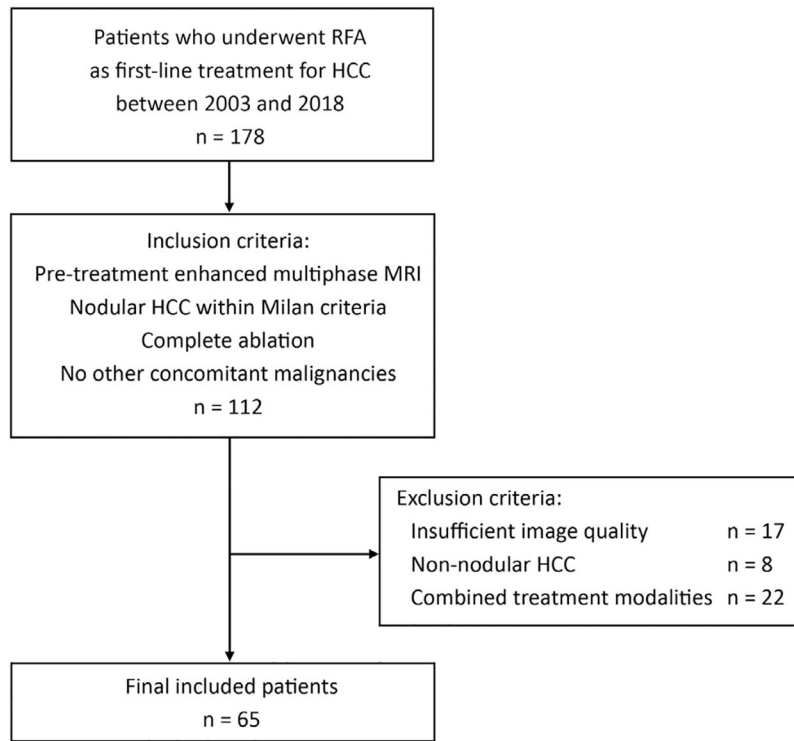 Patients who underwent RFA
as first-line treatment for HCC
between 2003 and 2018
n = 178
Inclusion criteria:
Pre-treatment enhanced multiphase MRI
Nodular HCC within Milan criteria
Complete ablation
No other concomitant malignancies
n = 112
Exclusion criteria:
Insufficient image quality n = 17
Non-nodular HCC n = 8
Combined treatment modalities n = 22
Final included patients
n = 65